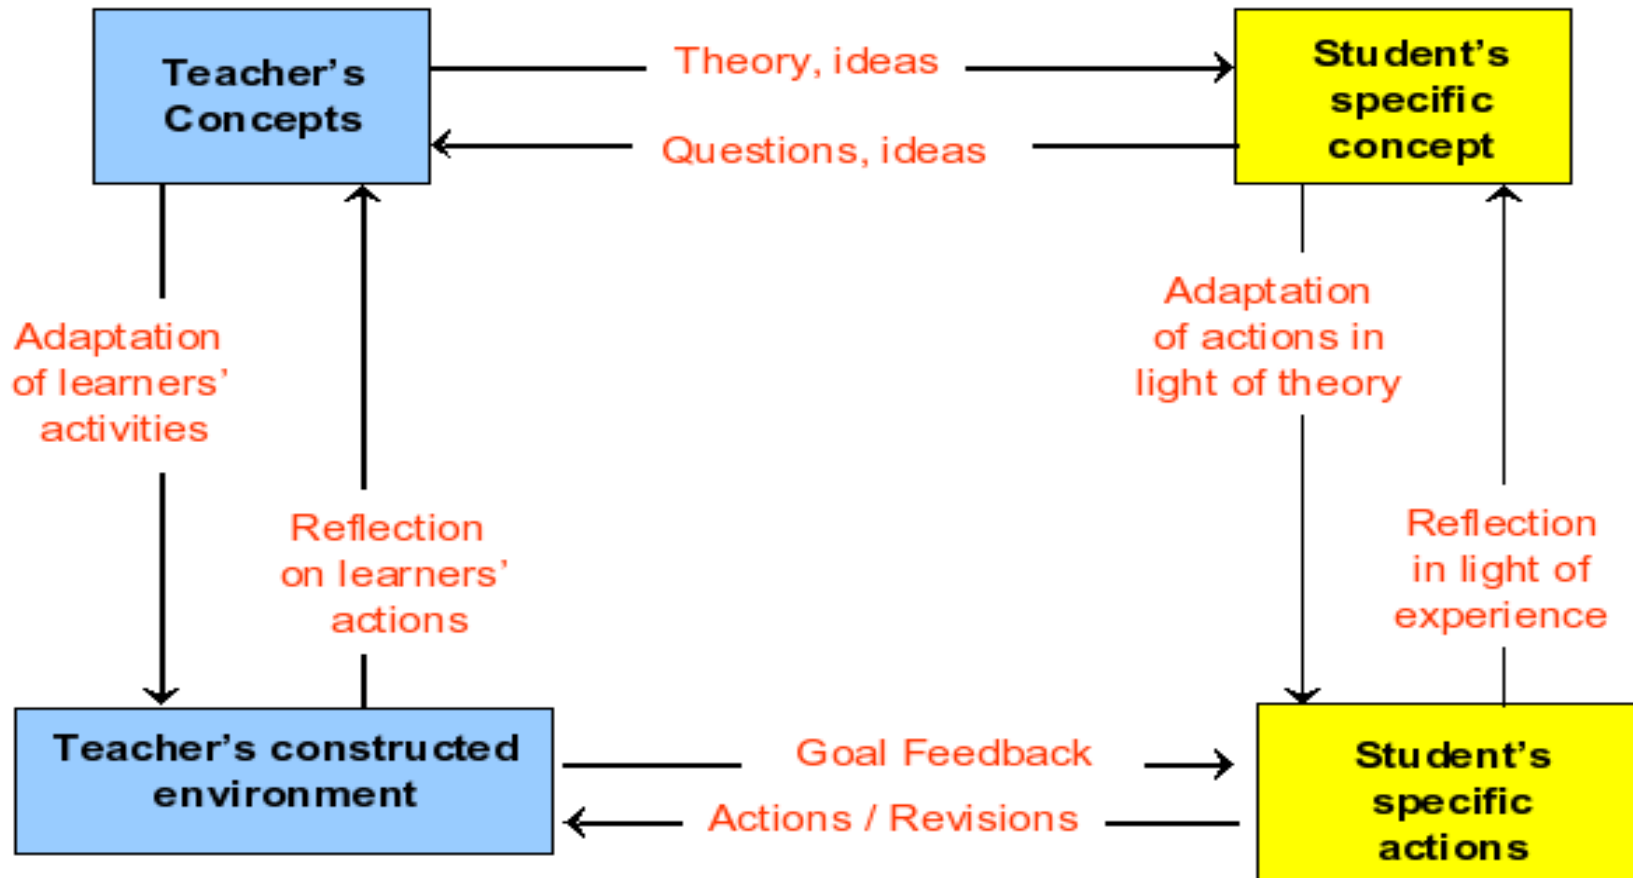 Teacher's
Concepts
Theory, ideas
Questions, ideas
Student's
specific
concept
Adaptation
of learners'
activities
Reflection
on learners'
actions
Adaptation
of actions in
light of theory
Reflection
in light of
experience
Teacher's constructed
environment
Goal Feedback
Actions / Revisions
Student's
specific
actions